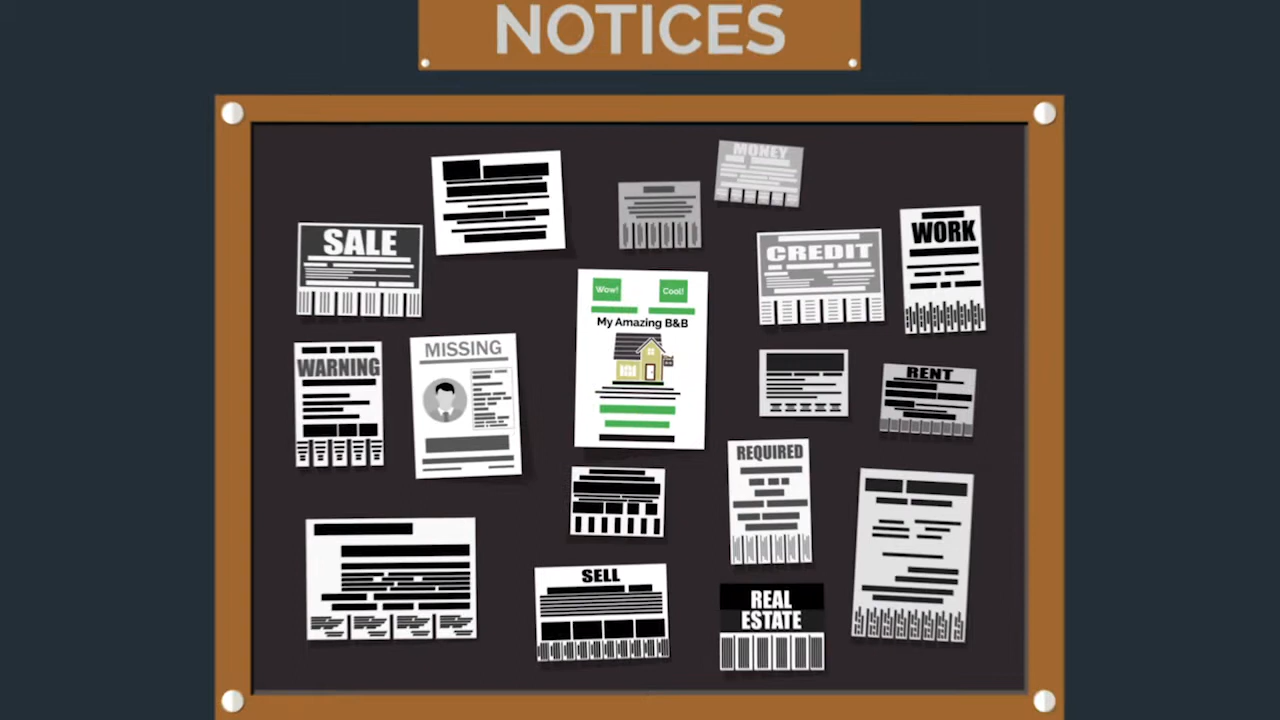 NOTICES
MONEY
SALE
CREDIT
WORK
Wow!
Cool!
My Amazing B&B
WARNING
MISSING
RENT
REQUIRED
SELL
REAL
ESTATE